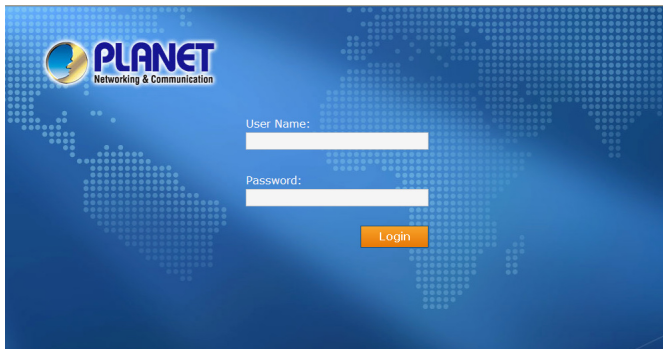 PLANET
Networking & Communication
User Name:
Password:
Login